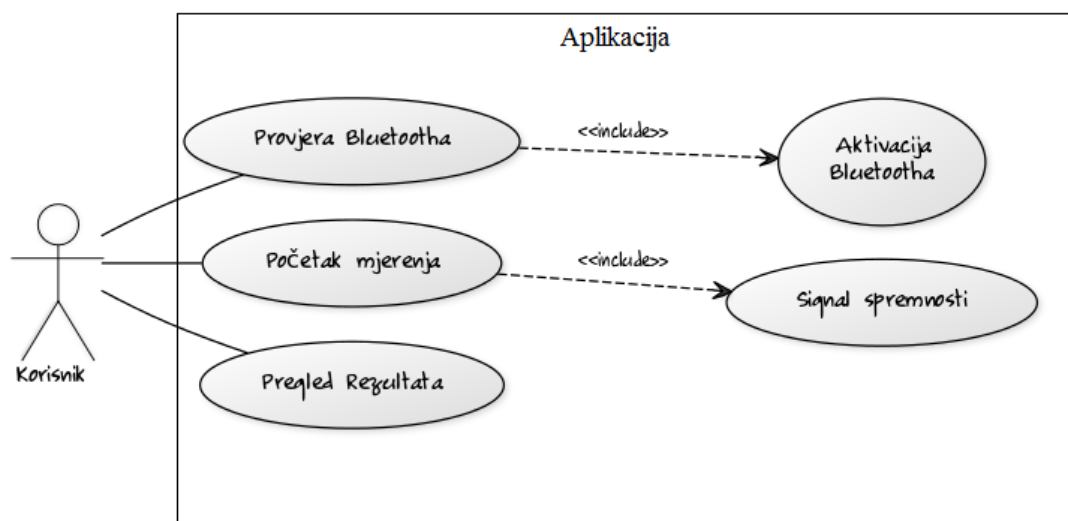 Aplikacija
Provjera Bluetootha
<<include>>
Aktivacija
Bluetootha
Početak mjerenja
<<include>>
Signal spremnosti
Pregled Rezultata
Korisnik